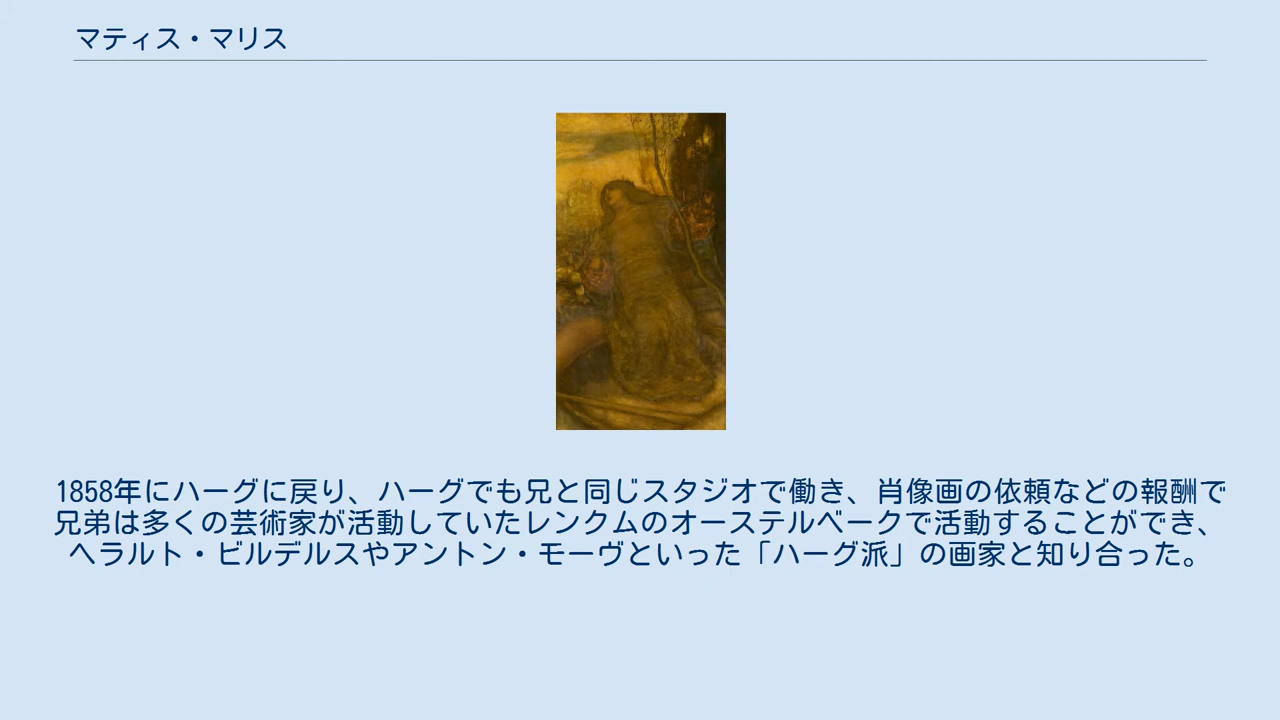 マティス・マリス
1858年にハーグに戻り、ハーグでも兄と同じスタジオで働き、肖像画の依頼などの報酬で
兄弟は多くの芸術家が活動していたレンクムのオーステルベークで活動することができ、
ヘラルト・ビルデルスやアントン・モーヴといった「ハーグ派」の画家と知り合った。